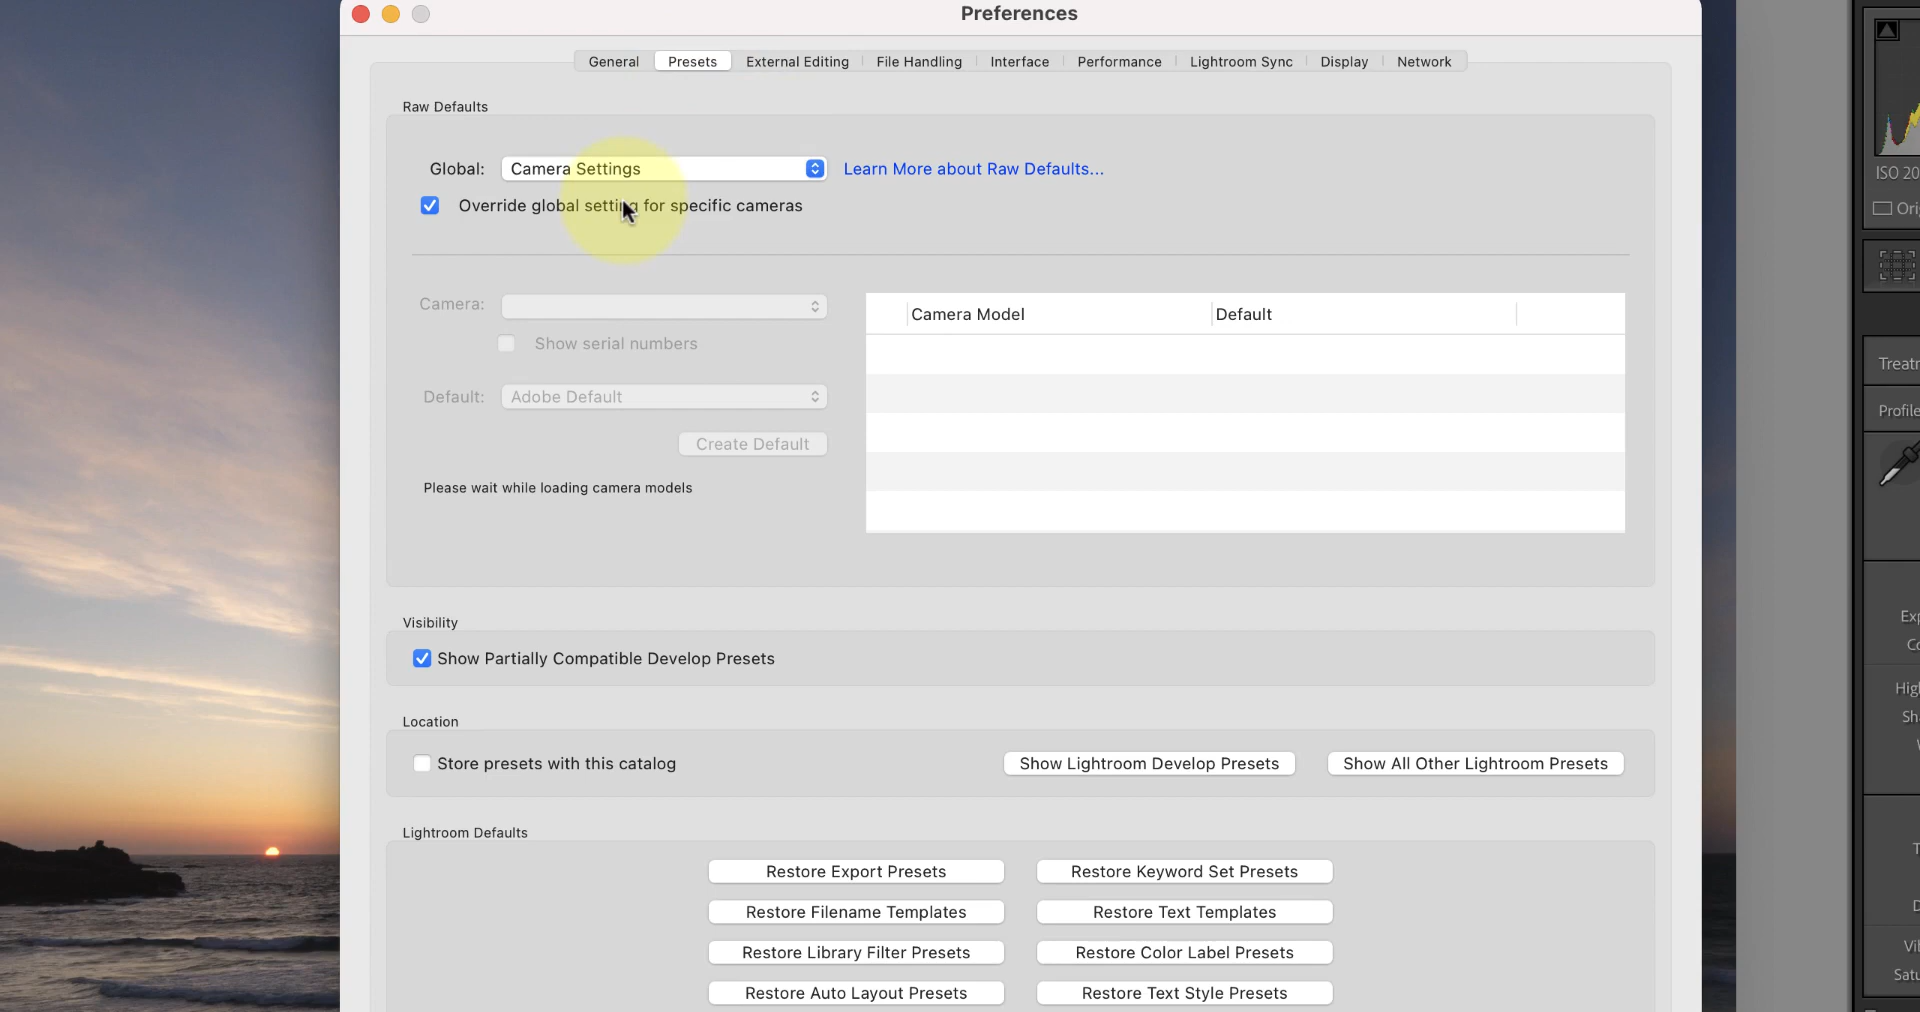 Preferences
General Presets External Editing File Handling Interface Performance Lightroom Sync Display Network
Raw Defaults
Global: Camera Settings Learn More about Raw Defaults...
Override global setting for specific cameras
Camera:
Show serial numbers
Default: Adobe Default
Create Default
Please wait while loading camera models
Camera Model Default
Visibility
Show Partially Compatible Develop Presets
Location
Store presets with this catalog Show Lightroom Develop Presets Show All Other Lightroom Presets
Lightroom Defaults
Restore Export Presets Restore Keyword Set Presets
Restore Filename Templates Restore Text Templates
Restore Library Filter Presets Restore Color Label Presets
Restore Auto Layout Presets Restore Text Style Presets
ISO 20